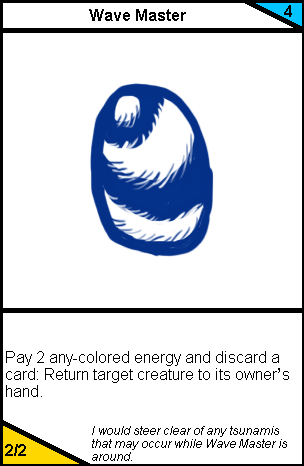 Wave Master
4
Pay 2 any-colored energy and discard a
card: Return target creature to its owner’s
hand.
I would steer clear of any tsunamis
that may occur while Wave Master is
around.
2/2